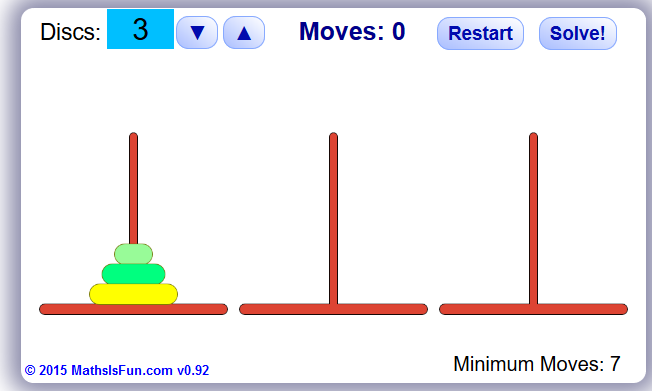 Discs: 3 ▼ ▲ Moves: 0 Restart Solve!
© 2015 MathsIsFun.com v0.92
Minimum Moves: 7